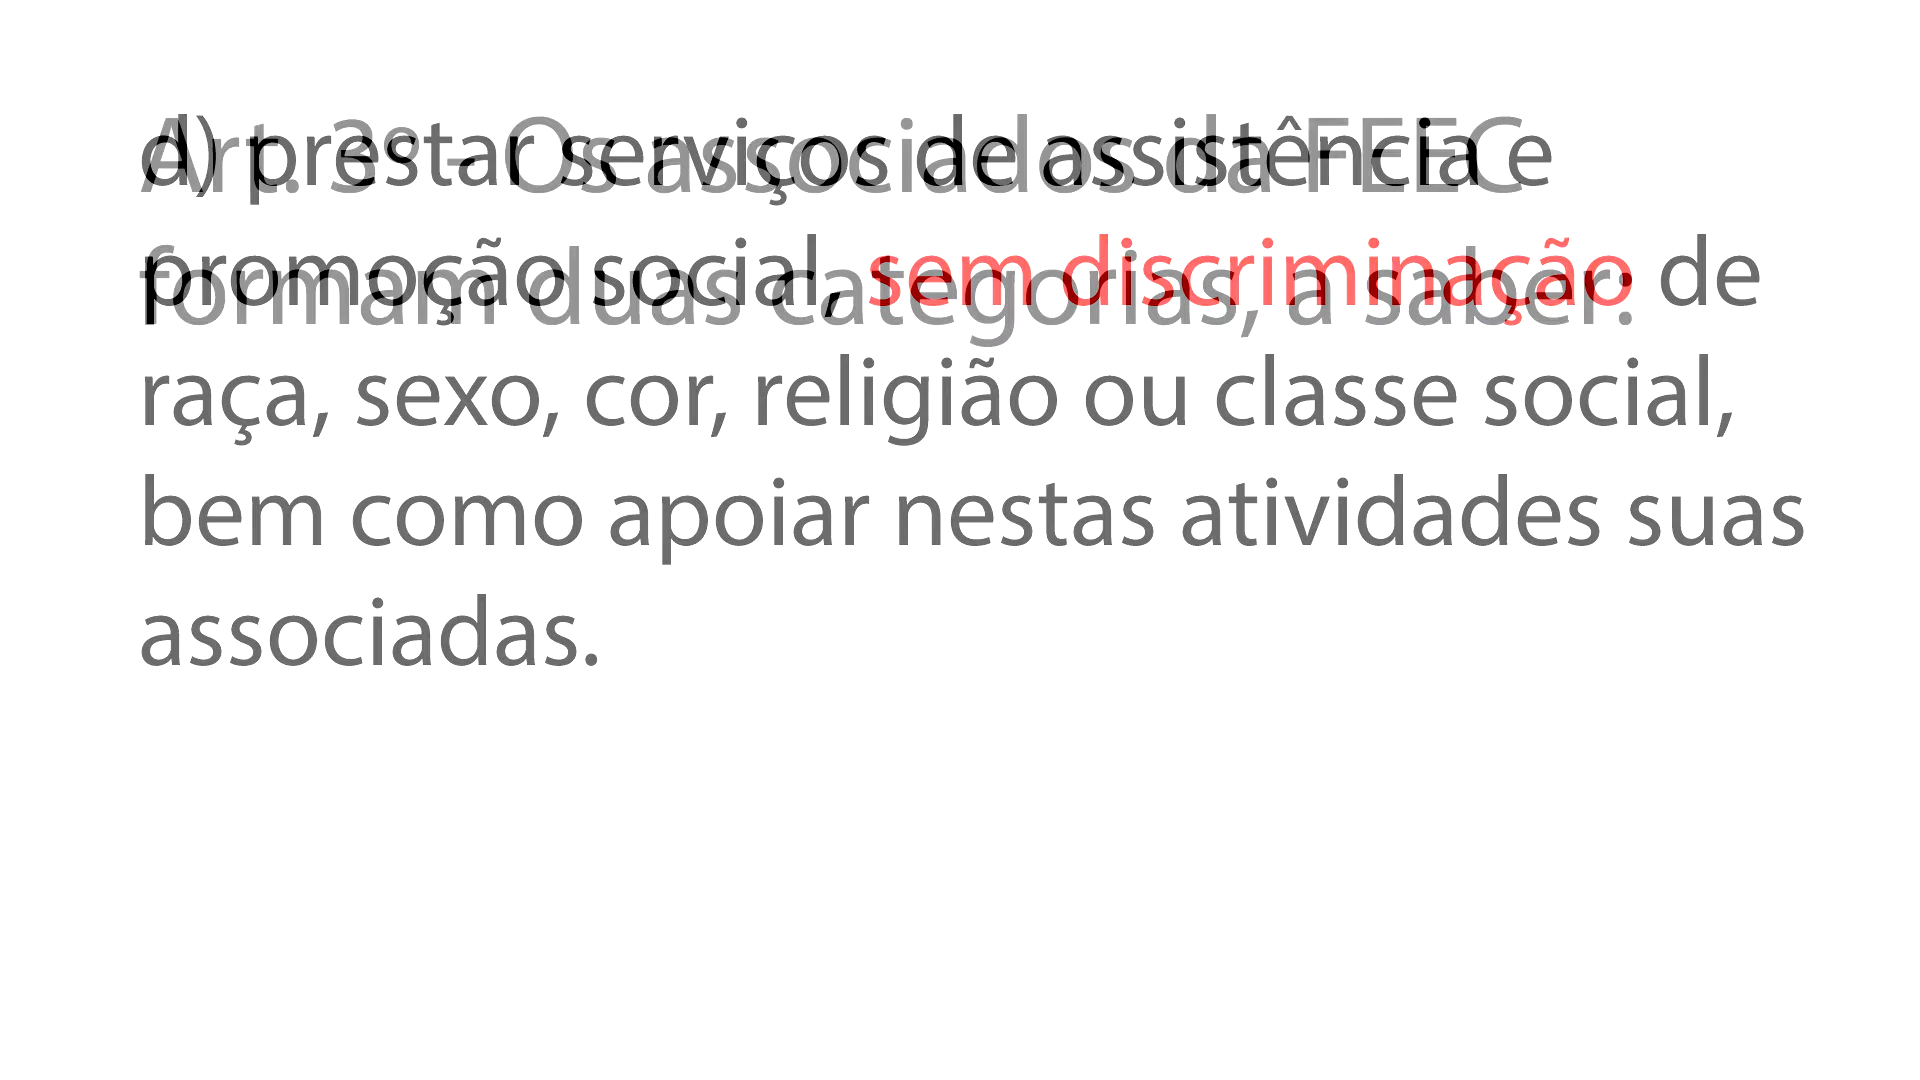 d) prestar serviços de assistência e
promoção social, sem discriminação de
raça, sexo, cor, religião ou classe social,
bem como apoiar nestas atividades suas
associadas.
Art. 3º - Os associados da FEEC
formam duas categorias, a saber: